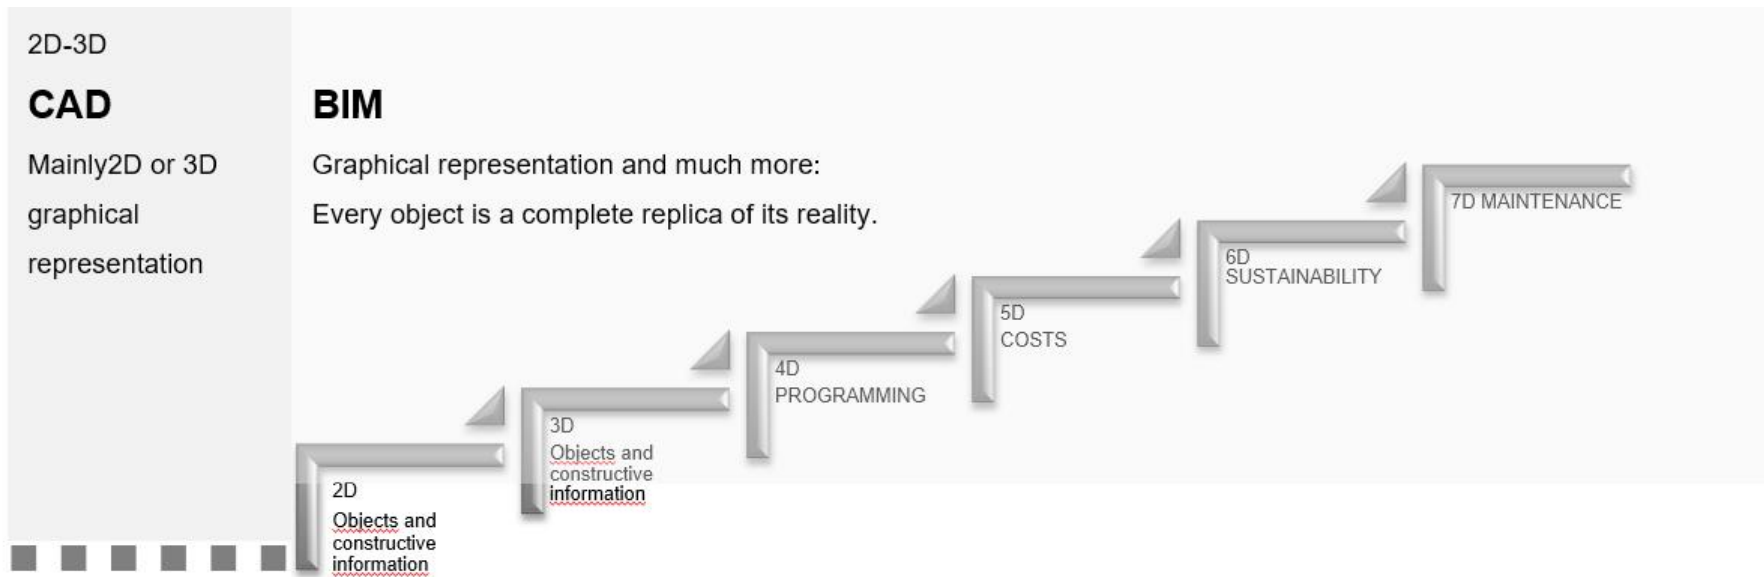 2D-3D
CAD
Mainly2D or 3D
graphical
representation
BIM
Graphical representation and much more:
Every object is a complete replica of its reality.
2D
Objects and
constructive
information
3D
Objects and
constructive
information
4D
PROGRAMMING
5D
COSTS
6D
SUSTAINABILITY
7D MAINTENANCE